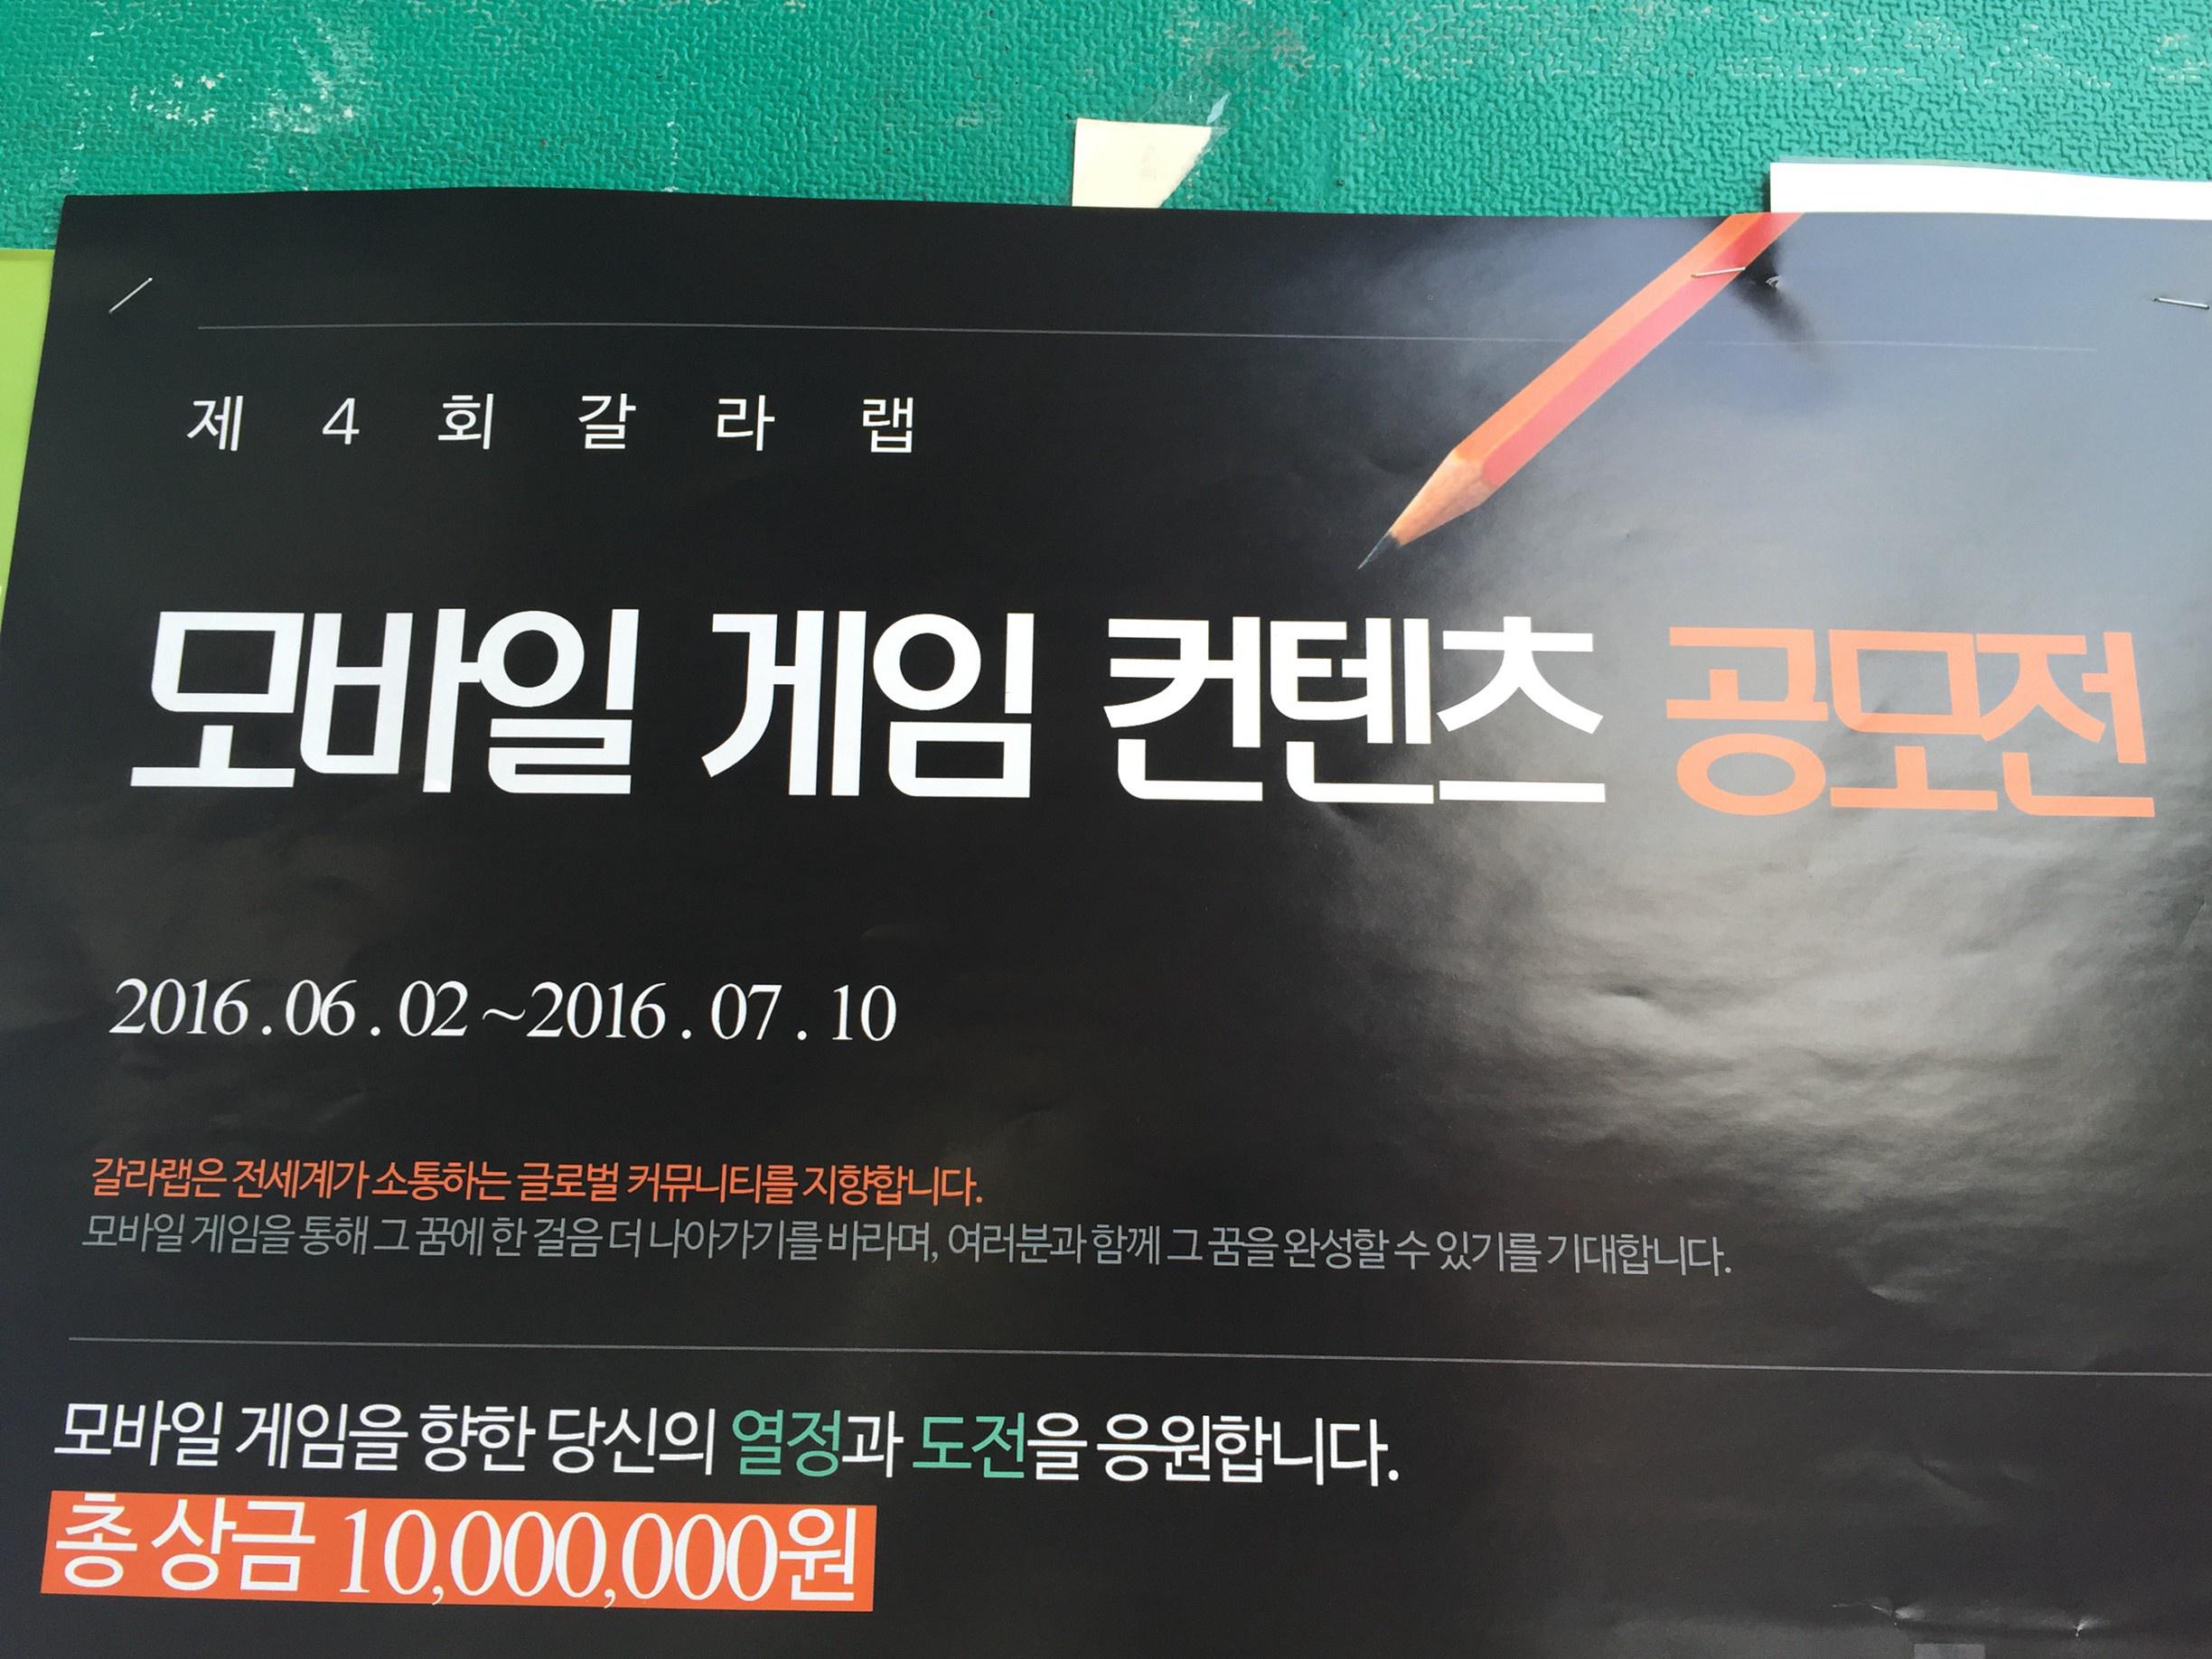 제 4 회 갈 라 랩
모바일 게임 컨텐츠 공모전
2016 . 06 . 02 ~ 2016 . 07 . 10
갈라랩은 전세계가 소통하는 글로벌 커뮤니티를 지향합니다.
모바일 게임을 통해 그 꿈에 한 걸음 더 나아가기를 바라며, 여러분과 함께 그 꿈을 완성할 수 있기를 기대합니다.
모바일 게임을 향한 당신의 열정과 도전을 응원합니다.
총 상금 10,000,000원